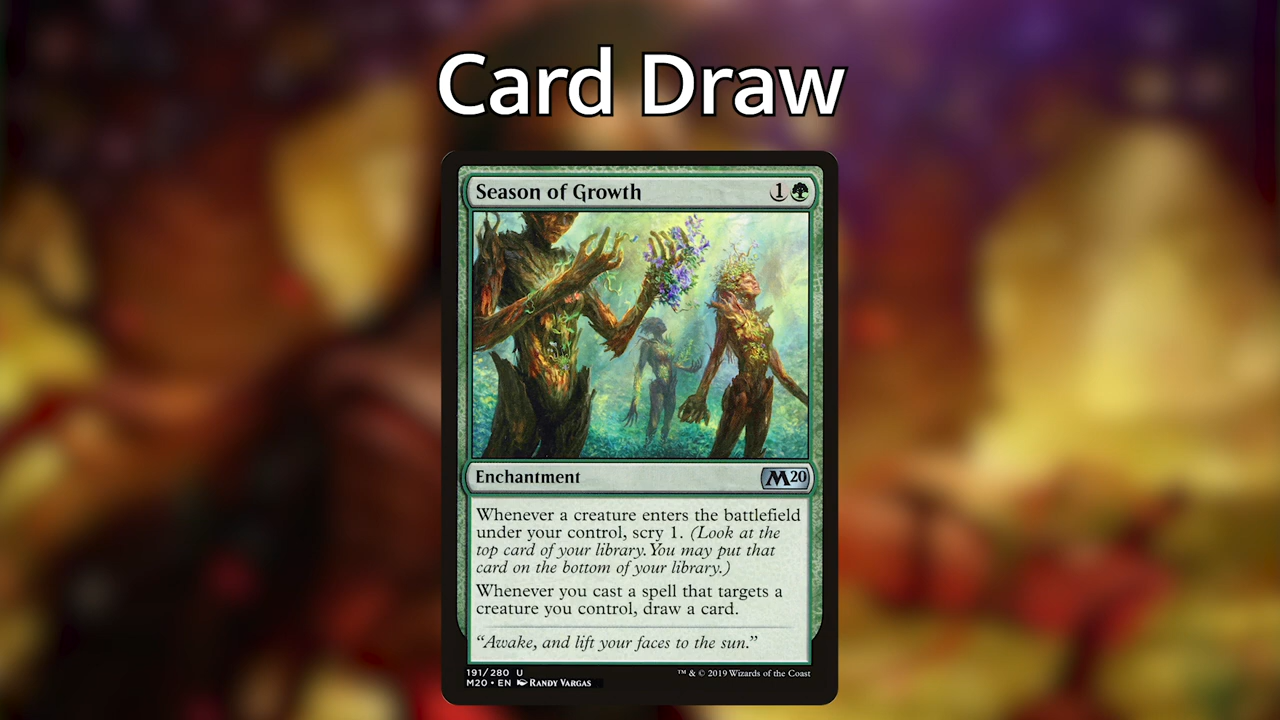 Card Draw
Season of Growth 1
Enchantment M20
Whenever a creature enters the battlefield
under your control, scry 1. (Look at the
top card of your library. You may put that
card on the bottom of your library.)
Whenever you cast a spell that targets a
creature you control, draw a card.
“Awake, and lift your faces to the sun.”
191/280 U ™ & © 2019 Wizards of the Coast
M20 • EN Randy Vargas